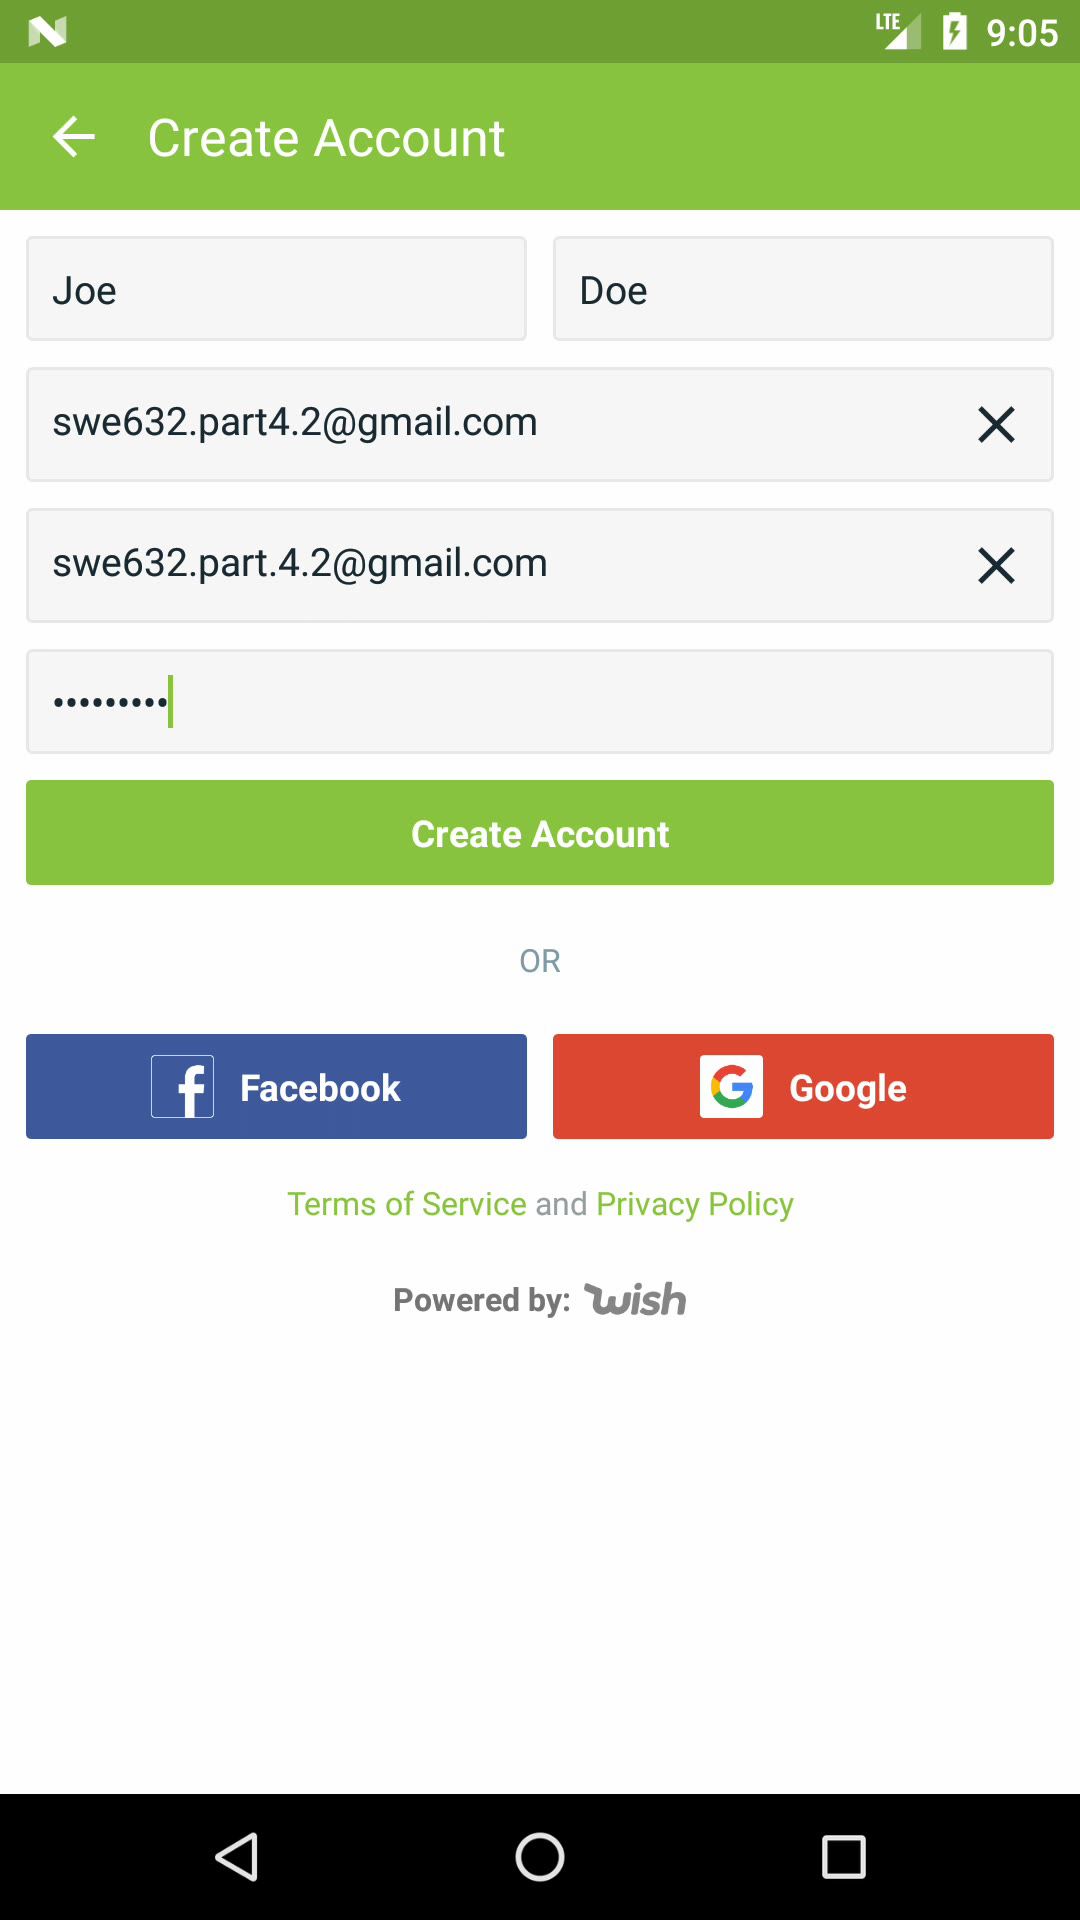 LTE 9:05
Create Account
Joe Doe
swe632.part4.2@gmail.com
swe632.part.4.2@gmail.com
•••••••••
Create Account
OR
Facebook Google
Terms of Service and Privacy Policy
Powered by: wish